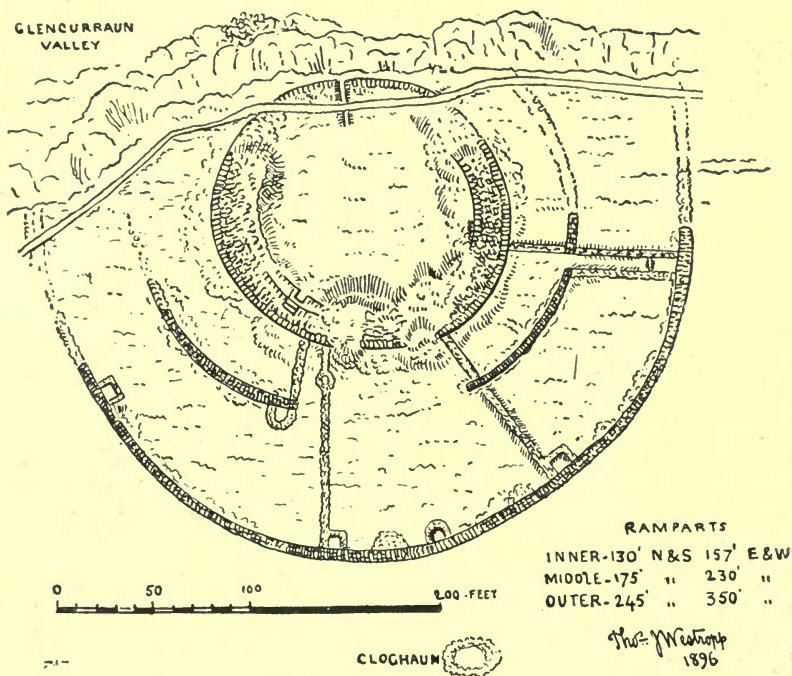 GLENCURRAUN
VALLEY
RAMPARTS
INNER-130' N&S 157' E&W
MIDDLE-175' " 230' "
OUTER-245' " 350' "
0 50 100 200-FEET
Thos J Westropp
1896
CLOGHAUN